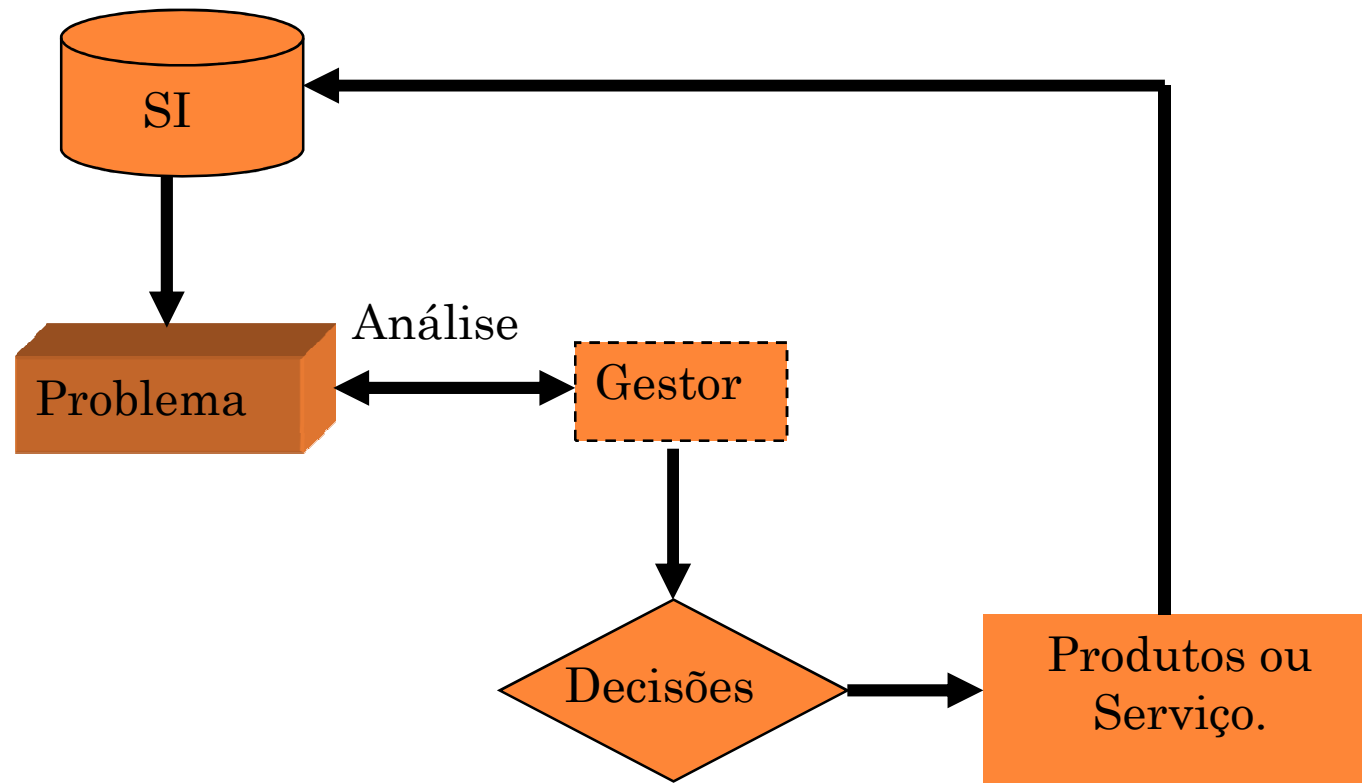 SI
Análise
Problema
Gestor
Decisões
Produtos ou
Serviço.